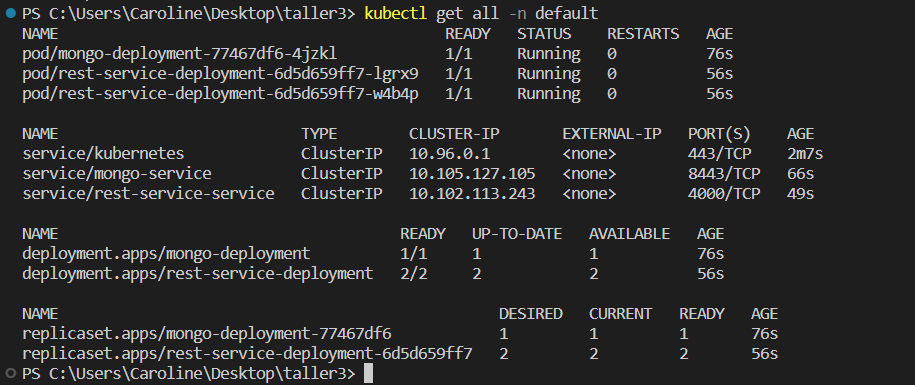 PS C:\Users\Caroline\Desktop\taller3> kubectl get all -n default
NAME READY STATUS RESTARTS AGE
pod/mongo-deployment-77467df6-4jzkl 1/1 Running 0 76s
pod/rest-service-deployment-6d5d659ff7-lgrx9 1/1 Running 0 56s
pod/rest-service-deployment-6d5d659ff7-w4b4p 1/1 Running 0 56s
NAME TYPE CLUSTER-IP EXTERNAL-IP PORT(S) AGE
service/kubernetes ClusterIP 10.96.0.1 <none> 443/TCP 2m7s
service/mongo-service ClusterIP 10.105.127.105 <none> 8443/TCP 66s
service/rest-service-service ClusterIP 10.102.113.243 <none> 4000/TCP 49s
NAME READY UP-TO-DATE AVAILABLE AGE
deployment.apps/mongo-deployment 1/1 1 1 76s
deployment.apps/rest-service-deployment 2/2 2 2 56s
NAME DESIRED CURRENT READY AGE
replicaset.apps/mongo-deployment-77467df6 1 1 1 76s
replicaset.apps/rest-service-deployment-6d5d659ff7 2 2 2 56s
PS C:\Users\Caroline\Desktop\taller3>